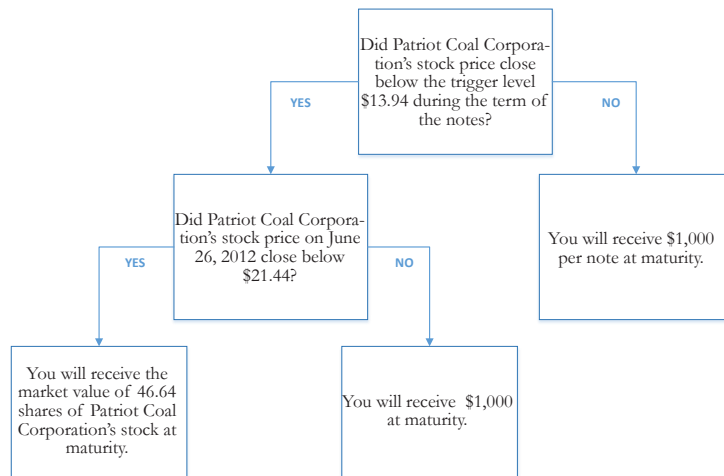 Did Patriot Coal Corpora-
tion's stock price close
below the trigger level
$13.94 during the term of
the notes?
YES
NO
Did Patriot Coal Corpora-
tion's stock price on June
26, 2012 close below
$21.44?
You will receive $1,000
per note at maturity.
YES
NO
You will receive the
market value of 46.64
shares of Patriot Coal
Corporation's stock at
maturity.
You will receive $1,000
at maturity.